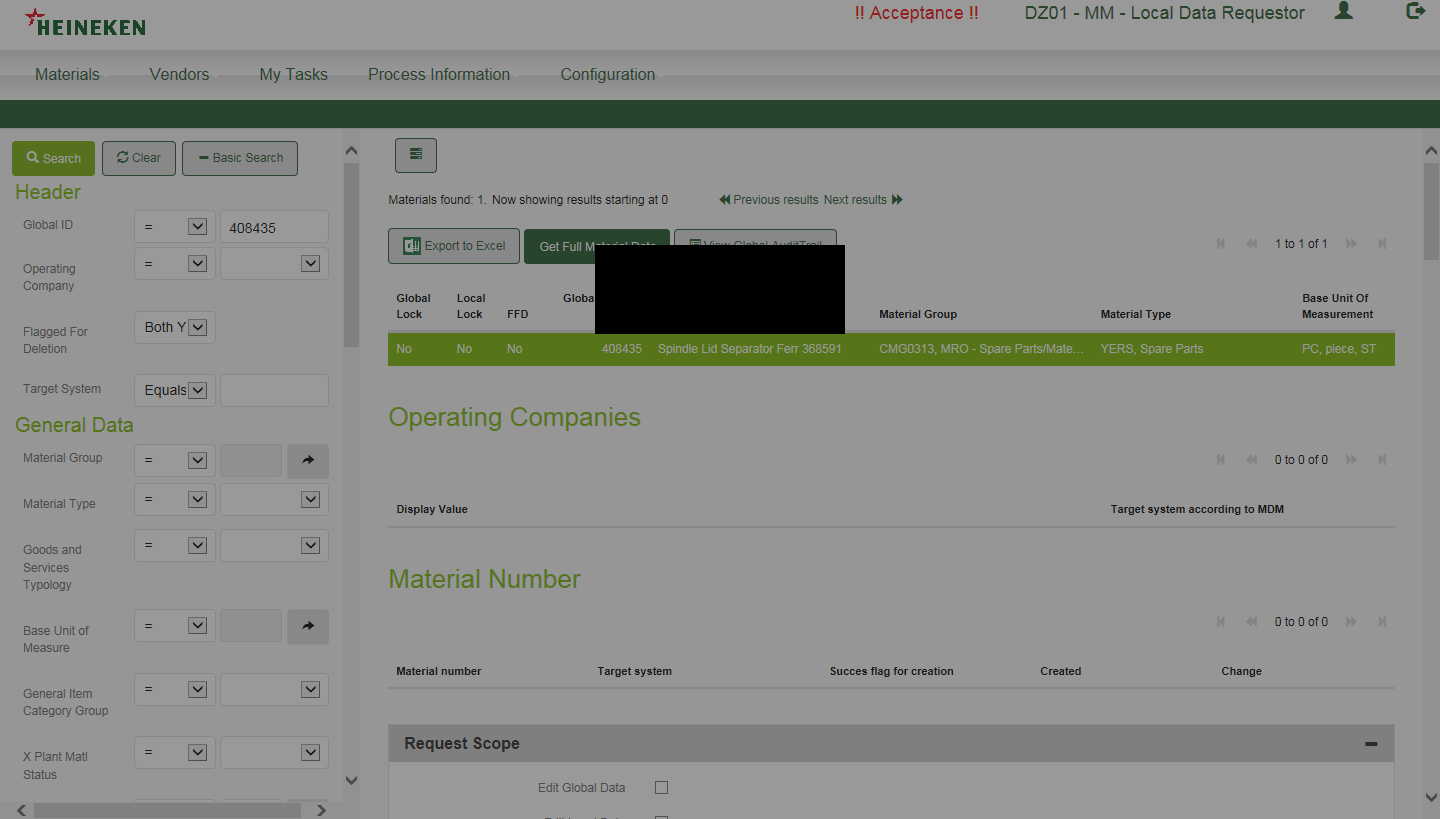 HEINEKEN
!! Acceptance !!
DZ01 - MM - Local Data Requestor
Materials Vendors My Tasks Process Information Configuration
Search Clear Basic Search
Header
Global ID = 408435
Operating Company =
Flagged For Deletion Both Y
Target System Equals
General Data
Material Group =
Material Type =
Goods and Services Typology =
Base Unit of Measure =
General Item Category Group =
X Plant Matl Status =
Materials found: 1. Now showing results starting at 0 Previous results Next results
Export to Excel Get Full Material Data View Global AuditTrail 1 to 1 of 1
Global Lock Local Lock FFD Globa Material Group Material Type Base Unit Of Measurement
No No No 408435 Spindle Lid Separator Ferr 368591 CMG0313, MRO - Spare Parts/Mate... YERS, Spare Parts PC, piece, ST
Operating Companies
0 to 0 of 0
Display Value Target system according to MDM
Material Number
0 to 0 of 0
Material number Target system Succes flag for creation Created Change
Request Scope
Edit Global Data